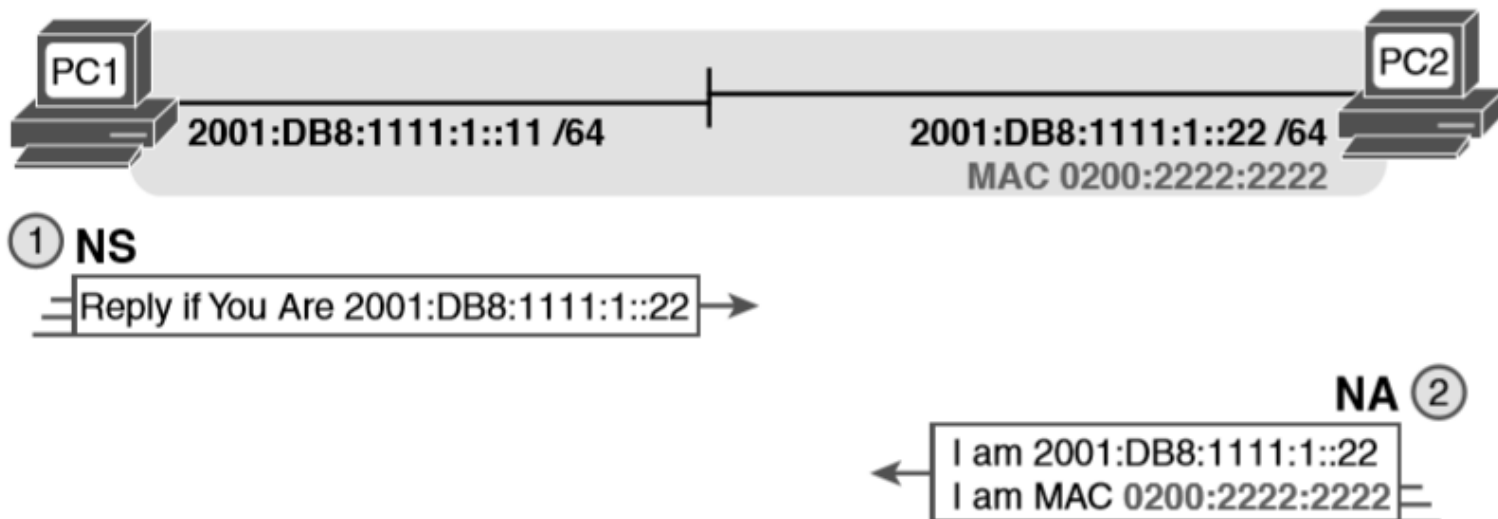 PC1
PC2
2001:DB8:1111:1::11 /64
2001:DB8:1111:1::22 /64
MAC 0200:2222:2222
1 NS
Reply if You Are 2001:DB8:1111:1::22
NA 2
I am 2001:DB8:1111:1::22
I am MAC 0200:2222:2222